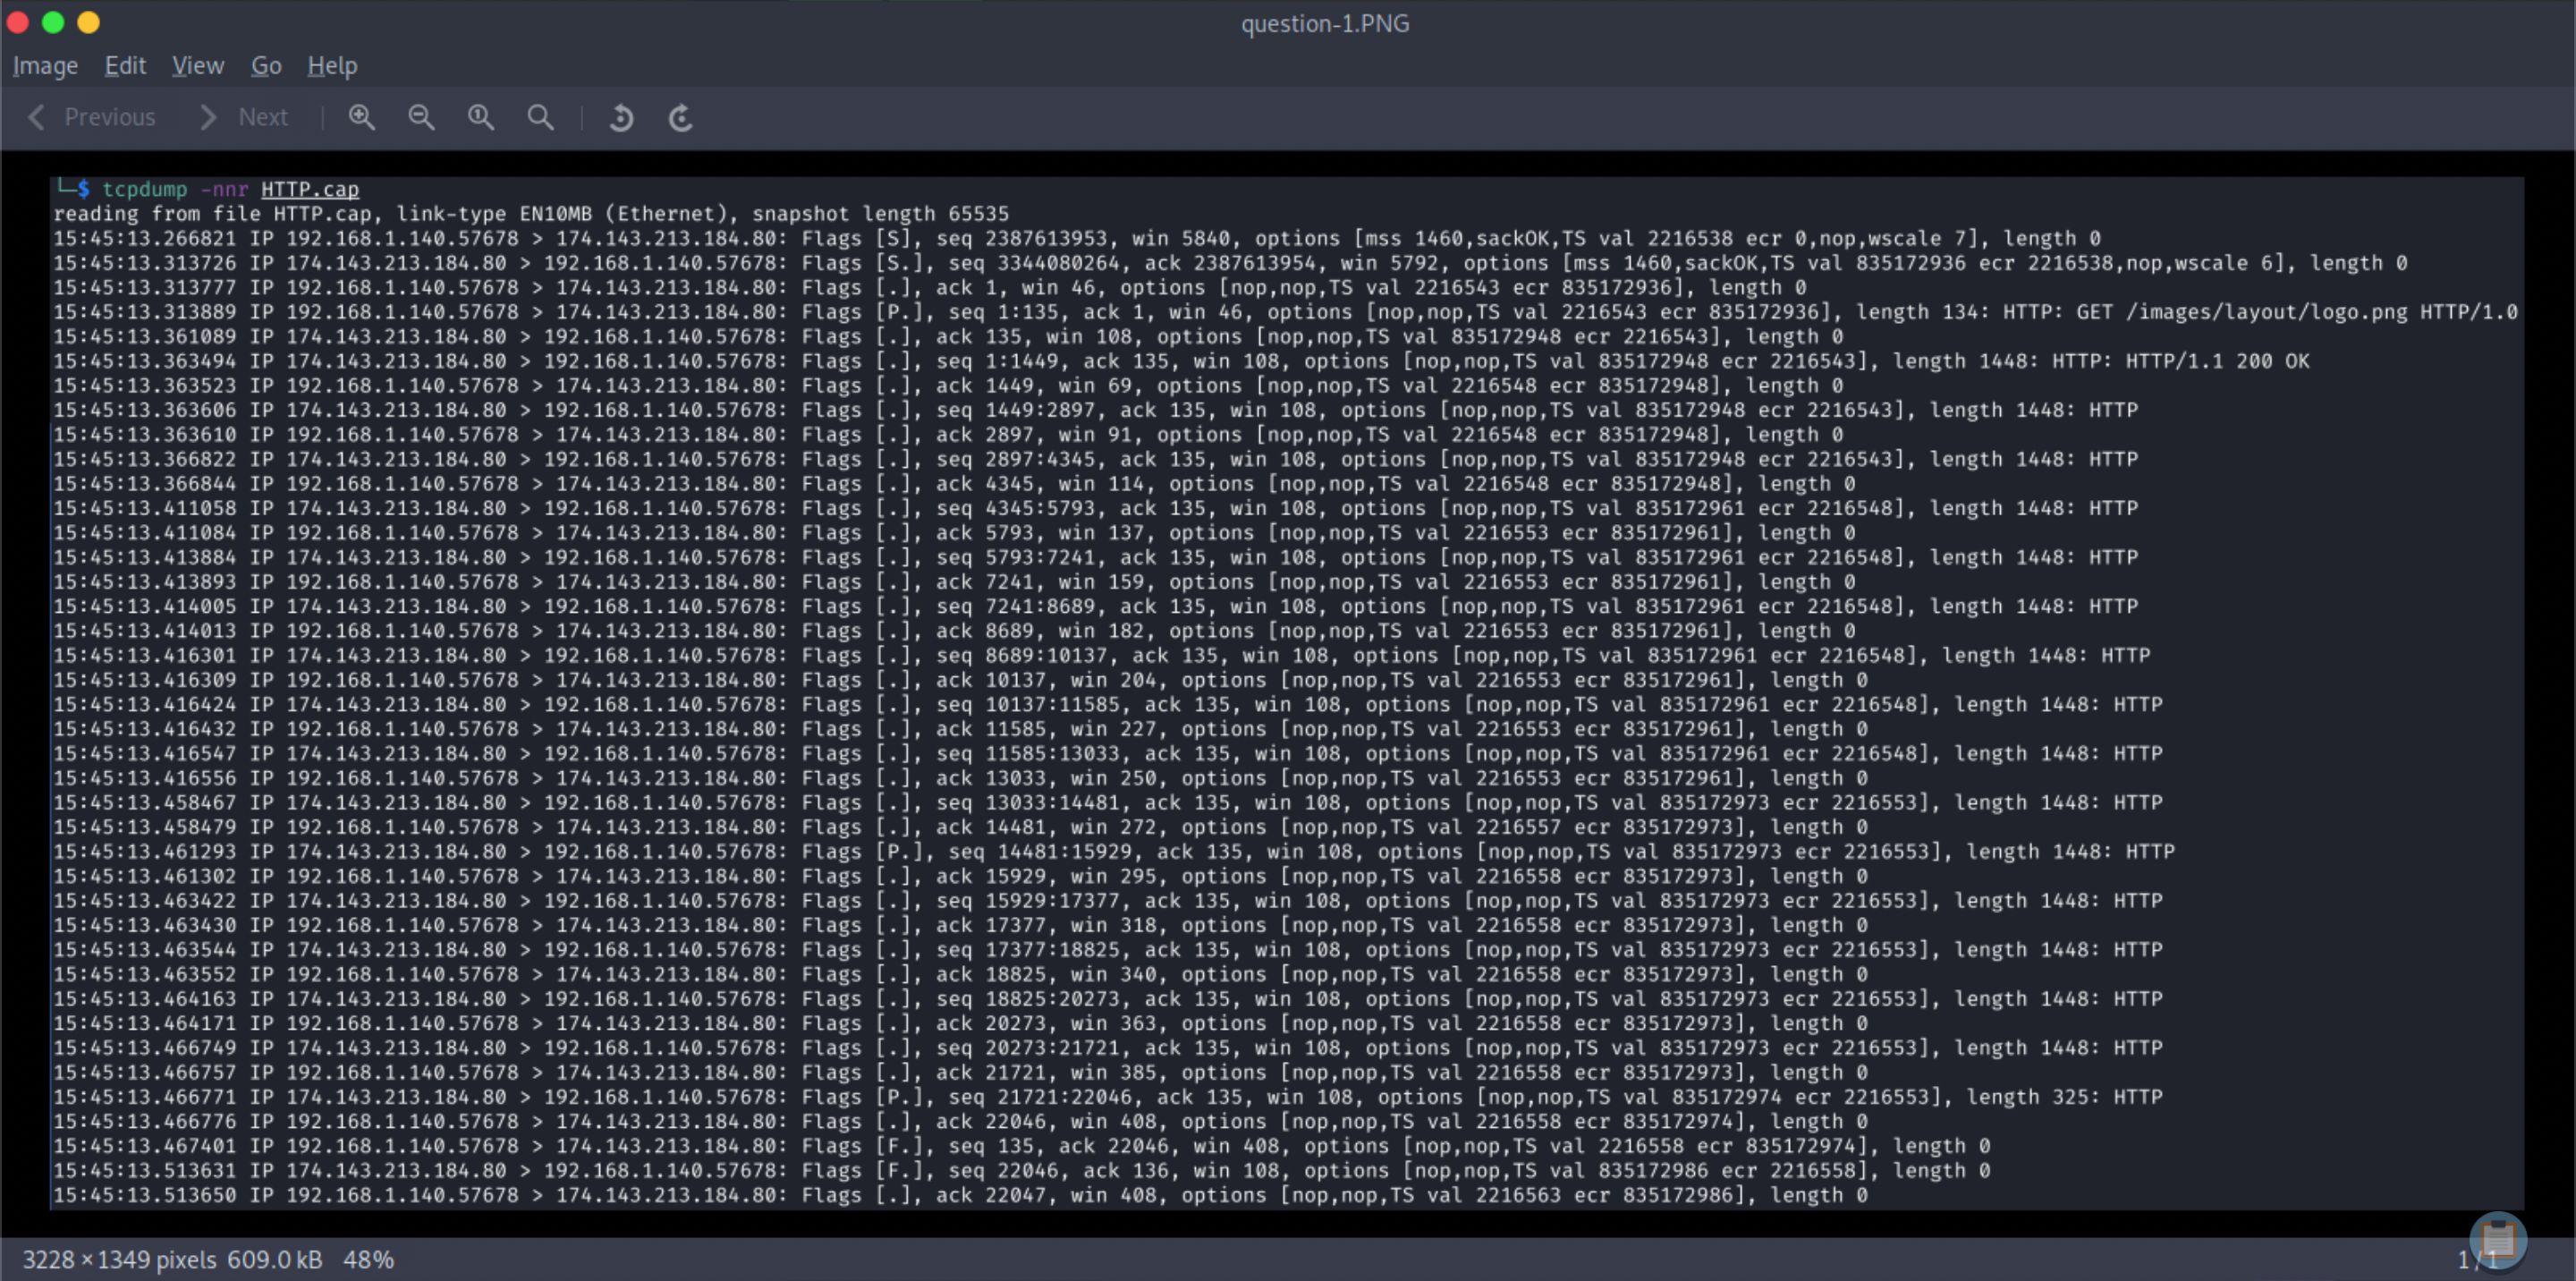 question-1.PNG
Image Edit View Go Help
Previous Next
└─$ tcpdump -nnr HTTP.cap
reading from file HTTP.cap, link-type EN10MB (Ethernet), snapshot length 65535
15:45:13.266821 IP 192.168.1.140.57678 > 174.143.213.184.80: Flags [S], seq 2387613953, win 5840, options [mss 1460,sackOK,TS val 2216538 ecr 0,nop,wscale 7], length 0
15:45:13.313726 IP 174.143.213.184.80 > 192.168.1.140.57678: Flags [S.], seq 3344080264, ack 2387613954, win 5792, options [mss 1460,sackOK,TS val 835172936 ecr 2216538,nop,wscale 6], length 0
15:45:13.313777 IP 192.168.1.140.57678 > 174.143.213.184.80: Flags [.], ack 1, win 46, options [nop,nop,TS val 2216543 ecr 835172936], length 0
15:45:13.313889 IP 192.168.1.140.57678 > 174.143.213.184.80: Flags [P.], seq 1:135, ack 1, win 46, options [nop,nop,TS val 2216543 ecr 835172936], length 134: HTTP: GET /images/layout/logo.png HTTP/1.0
15:45:13.361089 IP 174.143.213.184.80 > 192.168.1.140.57678: Flags [.], ack 135, win 108, options [nop,nop,TS val 835172948 ecr 2216543], length 0
15:45:13.363494 IP 174.143.213.184.80 > 192.168.1.140.57678: Flags [.], seq 1:1449, ack 135, win 108, options [nop,nop,TS val 835172948 ecr 2216543], length 1448: HTTP: HTTP/1.1 200 OK
15:45:13.363523 IP 192.168.1.140.57678 > 174.143.213.184.80: Flags [.], ack 1449, win 69, options [nop,nop,TS val 2216548 ecr 835172948], length 0
15:45:13.363606 IP 174.143.213.184.80 > 192.168.1.140.57678: Flags [.], seq 1449:2897, ack 135, win 108, options [nop,nop,TS val 835172948 ecr 2216543], length 1448: HTTP
15:45:13.363610 IP 192.168.1.140.57678 > 174.143.213.184.80: Flags [.], ack 2897, win 91, options [nop,nop,TS val 2216548 ecr 835172948], length 0
15:45:13.366822 IP 174.143.213.184.80 > 192.168.1.140.57678: Flags [.], seq 2897:4345, ack 135, win 108, options [nop,nop,TS val 835172948 ecr 2216543], length 1448: HTTP
15:45:13.366844 IP 192.168.1.140.57678 > 174.143.213.184.80: Flags [.], ack 4345, win 114, options [nop,nop,TS val 2216548 ecr 835172948], length 0
15:45:13.411058 IP 174.143.213.184.80 > 192.168.1.140.57678: Flags [.], seq 4345:5793, ack 135, win 108, options [nop,nop,TS val 835172961 ecr 2216548], length 1448: HTTP
15:45:13.411084 IP 192.168.1.140.57678 > 174.143.213.184.80: Flags [.], ack 5793, win 137, options [nop,nop,TS val 2216553 ecr 835172961], length 0
15:45:13.413884 IP 174.143.213.184.80 > 192.168.1.140.57678: Flags [.], seq 5793:7241, ack 135, win 108, options [nop,nop,TS val 835172961 ecr 2216548], length 1448: HTTP
15:45:13.413893 IP 192.168.1.140.57678 > 174.143.213.184.80: Flags [.], ack 7241, win 159, options [nop,nop,TS val 2216553 ecr 835172961], length 0
15:45:13.414005 IP 174.143.213.184.80 > 192.168.1.140.57678: Flags [.], seq 7241:8689, ack 135, win 108, options [nop,nop,TS val 835172961 ecr 2216548], length 1448: HTTP
15:45:13.414013 IP 192.168.1.140.57678 > 174.143.213.184.80: Flags [.], ack 8689, win 182, options [nop,nop,TS val 2216553 ecr 835172961], length 0
15:45:13.416301 IP 174.143.213.184.80 > 192.168.1.140.57678: Flags [.], seq 8689:10137, ack 135, win 108, options [nop,nop,TS val 835172961 ecr 2216548], length 1448: HTTP
15:45:13.416309 IP 192.168.1.140.57678 > 174.143.213.184.80: Flags [.], ack 10137, win 204, options [nop,nop,TS val 2216553 ecr 835172961], length 0
15:45:13.416424 IP 174.143.213.184.80 > 192.168.1.140.57678: Flags [.], seq 10137:11585, ack 135, win 108, options [nop,nop,TS val 835172961 ecr 2216548], length 1448: HTTP
15:45:13.416432 IP 192.168.1.140.57678 > 174.143.213.184.80: Flags [.], ack 11585, win 227, options [nop,nop,TS val 2216553 ecr 835172961], length 0
15:45:13.416547 IP 174.143.213.184.80 > 192.168.1.140.57678: Flags [.], seq 11585:13033, ack 135, win 108, options [nop,nop,TS val 835172961 ecr 2216548], length 1448: HTTP
15:45:13.416556 IP 192.168.1.140.57678 > 174.143.213.184.80: Flags [.], ack 13033, win 250, options [nop,nop,TS val 2216553 ecr 835172961], length 0
15:45:13.458467 IP 174.143.213.184.80 > 192.168.1.140.57678: Flags [.], seq 13033:14481, ack 135, win 108, options [nop,nop,TS val 835172973 ecr 2216553], length 1448: HTTP
15:45:13.458479 IP 192.168.1.140.57678 > 174.143.213.184.80: Flags [.], ack 14481, win 272, options [nop,nop,TS val 2216557 ecr 835172973], length 0
15:45:13.461293 IP 174.143.213.184.80 > 192.168.1.140.57678: Flags [P.], seq 14481:15929, ack 135, win 108, options [nop,nop,TS val 835172973 ecr 2216553], length 1448: HTTP
15:45:13.461302 IP 192.168.1.140.57678 > 174.143.213.184.80: Flags [.], ack 15929, win 295, options [nop,nop,TS val 2216558 ecr 835172973], length 0
15:45:13.463422 IP 174.143.213.184.80 > 192.168.1.140.57678: Flags [.], seq 15929:17377, ack 135, win 108, options [nop,nop,TS val 835172973 ecr 2216553], length 1448: HTTP
15:45:13.463430 IP 192.168.1.140.57678 > 174.143.213.184.80: Flags [.], ack 17377, win 318, options [nop,nop,TS val 2216558 ecr 835172973], length 0
15:45:13.463544 IP 174.143.213.184.80 > 192.168.1.140.57678: Flags [.], seq 17377:18825, ack 135, win 108, options [nop,nop,TS val 835172973 ecr 2216553], length 1448: HTTP
15:45:13.463552 IP 192.168.1.140.57678 > 174.143.213.184.80: Flags [.], ack 18825, win 340, options [nop,nop,TS val 2216558 ecr 835172973], length 0
15:45:13.464163 IP 174.143.213.184.80 > 192.168.1.140.57678: Flags [.], seq 18825:20273, ack 135, win 108, options [nop,nop,TS val 835172973 ecr 2216553], length 1448: HTTP
15:45:13.464171 IP 192.168.1.140.57678 > 174.143.213.184.80: Flags [.], ack 20273, win 363, options [nop,nop,TS val 2216558 ecr 835172973], length 0
15:45:13.466749 IP 174.143.213.184.80 > 192.168.1.140.57678: Flags [.], seq 20273:21721, ack 135, win 108, options [nop,nop,TS val 835172973 ecr 2216553], length 1448: HTTP
15:45:13.466757 IP 192.168.1.140.57678 > 174.143.213.184.80: Flags [.], ack 21721, win 385, options [nop,nop,TS val 2216558 ecr 835172973], length 0
15:45:13.466771 IP 174.143.213.184.80 > 192.168.1.140.57678: Flags [P.], seq 21721:22046, ack 135, win 108, options [nop,nop,TS val 835172974 ecr 2216553], length 325: HTTP
15:45:13.466776 IP 192.168.1.140.57678 > 174.143.213.184.80: Flags [.], ack 22046, win 408, options [nop,nop,TS val 2216558 ecr 835172974], length 0
15:45:13.467401 IP 192.168.1.140.57678 > 174.143.213.184.80: Flags [F.], seq 135, ack 22046, win 408, options [nop,nop,TS val 2216558 ecr 835172974], length 0
15:45:13.513631 IP 174.143.213.184.80 > 192.168.1.140.57678: Flags [F.], seq 22046, ack 136, win 108, options [nop,nop,TS val 835172986 ecr 2216558], length 0
15:45:13.513650 IP 192.168.1.140.57678 > 174.143.213.184.80: Flags [.], ack 22047, win 408, options [nop,nop,TS val 2216563 ecr 835172986], length 0
3228 × 1349 pixels 609.0 kB 48% 1 / 1